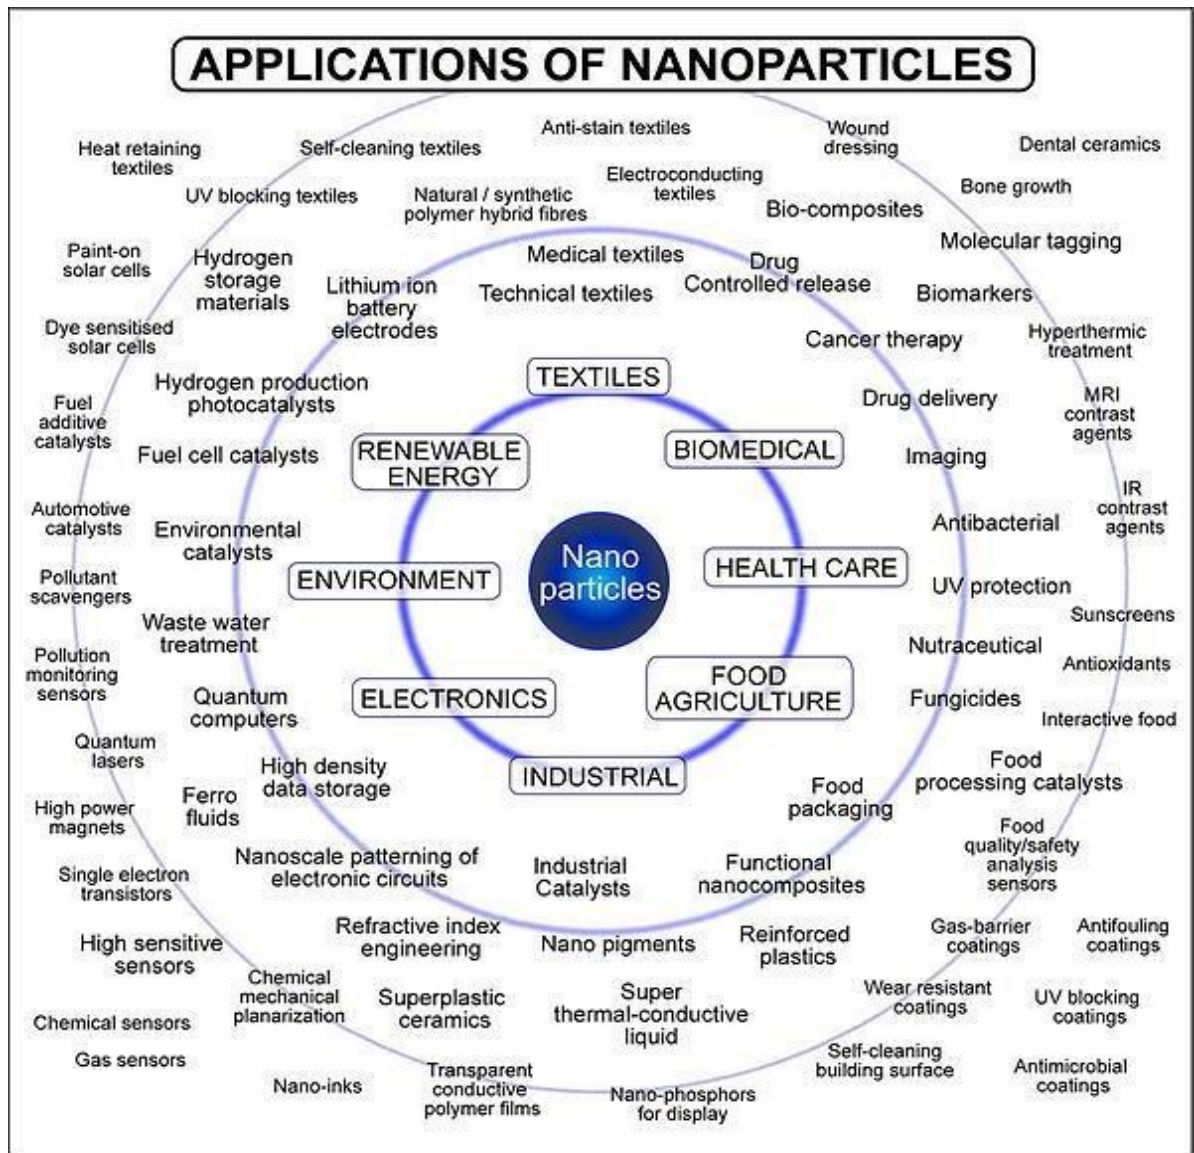 APPLICATIONS OF NANOPARTICLES
Anti-stain textiles
Wound
dressing
Dental ceramics
Heat retaining
textiles
Self-cleaning textiles
Electroconducting
textiles
Bone growth
UV blocking textiles
Natural / synthetic
polymer hybrid fibres
Bio-composites
Molecular tagging
Paint-on
solar cells
Hydrogen
storage
materials
Medical textiles
Drug
Controlled release
Lithium ion
battery
electrodes
Technical textiles
Biomarkers
Dye sensitised
solar cells
Cancer therapy
Hyperthermic
treatment
TEXTILES
Hydrogen production
photocatalysts
Drug delivery
MRI
contrast
agents
Fuel
additive
catalysts
Fuel cell catalysts
RENEWABLE
ENERGY
BIOMEDICAL
Imaging
IR
contrast
agents
Automotive
catalysts
Environmental
catalysts
Antibacterial
Nano
particles
HEALTH CARE
ENVIRONMENT
Pollutant
scavengers
UV protection
Sunscreens
Waste water
treatment
Nutraceutical
Antioxidants
Pollution
monitoring
sensors
Quantum
computers
ELECTRONICS
FOOD
AGRICULTURE
Fungicides
Interactive food
Quantum
lasers
High density
data storage
INDUSTRIAL
Food
processing catalysts
Ferro
fluids
Food
packaging
High power
magnets
Food
quality/safety
analysis
sensors
Nanoscale patterning of
electronic circuits
Industrial
Catalysts
Functional
nanocomposites
Single electron
transistors
Refractive index
engineering
Nano pigments
Reinforced
plastics
Gas-barrier
coatings
Antifouling
coatings
High sensitive
sensors
Chemical
mechanical
planarization
Superplastic
ceramics
Super
thermal-conductive
liquid
Wear resistant
coatings
UV blocking
coatings
Chemical sensors
Gas sensors
Self-cleaning
building surface
Antimicrobial
coatings
Nano-inks
Transparent
conductive
polymer films
Nano-phosphors
for display